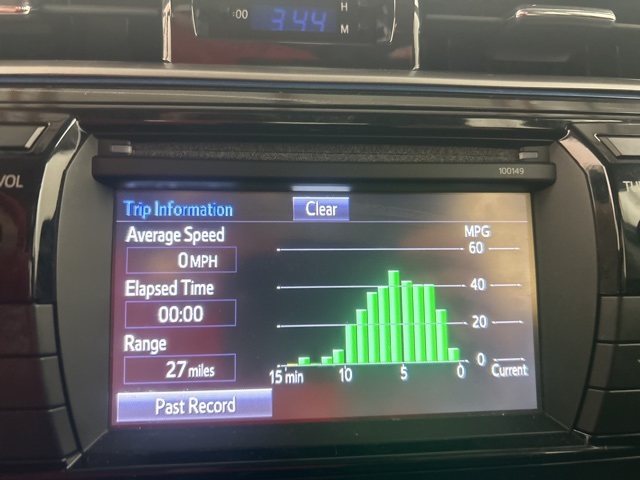 :00 3:44 H
M
VOL
100149
Trip Information Clear
Average Speed
0 MPH
Elapsed Time
00:00
Range
27 miles
Past Record
MPG
60
40
20
0
15 min 10 5 0 Current